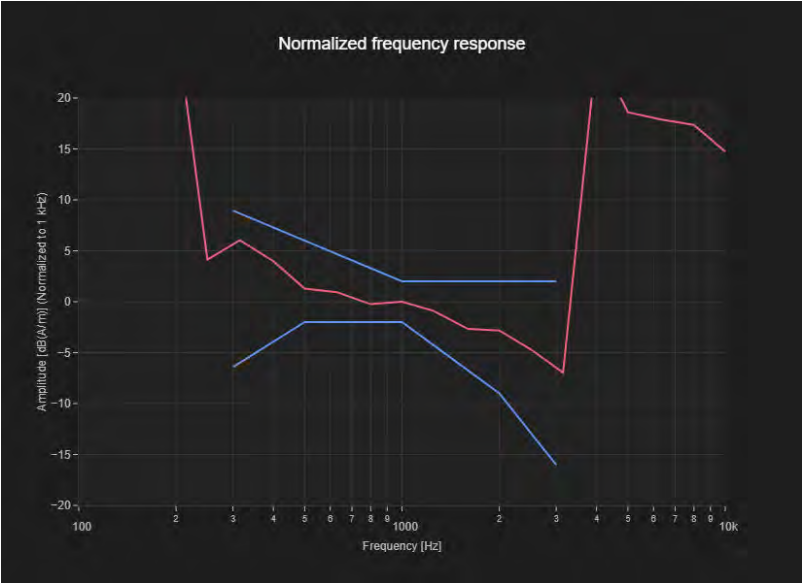 Normalized frequency response
Amplitude [dB(A/m)] (Normalized to 1 kHz)
20
15
10
5
0
−5
−10
−15
−20
100 2 3 4 5 6 7 8 9 1000 2 3 4 5 6 7 8 9 10k
Frequency [Hz]